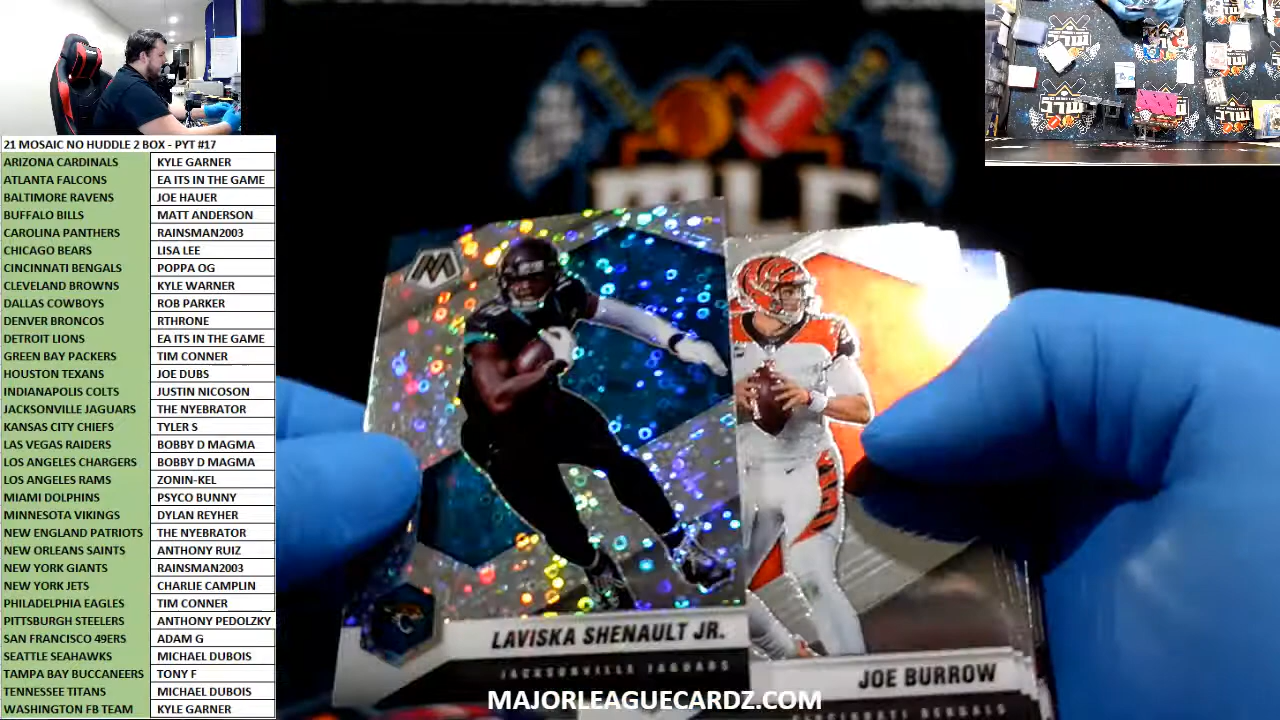 21 MOSAIC NO HUDDLE 2 BOX - PYT #17
ARIZONA CARDINALS KYLE GARNER
ATLANTA FALCONS EA ITS IN THE GAME
BALTIMORE RAVENS JOE HAUER
BUFFALO BILLS MATT ANDERSON
CAROLINA PANTHERS RAINSMAN2003
CHICAGO BEARS LISA LEE
CINCINNATI BENGALS POPPA OG
CLEVELAND BROWNS KYLE WARNER
DALLAS COWBOYS ROB PARKER
DENVER BRONCOS RTHRONE
DETROIT LIONS EA ITS IN THE GAME
GREEN BAY PACKERS TIM CONNER
HOUSTON TEXANS JOE DUBS
INDIANAPOLIS COLTS JUSTIN NICOSON
JACKSONVILLE JAGUARS THE NYEBRATOR
KANSAS CITY CHIEFS TYLER S
LAS VEGAS RAIDERS BOBBY D MAGMA
LOS ANGELES CHARGERS BOBBY D MAGMA
LOS ANGELES RAMS ZONIN-KEL
MIAMI DOLPHINS PSYCO BUNNY
MINNESOTA VIKINGS DYLAN REYHER
NEW ENGLAND PATRIOTS THE NYEBRATOR
NEW ORLEANS SAINTS ANTHONY RUIZ
NEW YORK GIANTS RAINSMAN2003
NEW YORK JETS CHARLIE CAMPLIN
PHILADELPHIA EAGLES TIM CONNER
PITTSBURGH STEELERS ANTHONY PEDOLZKY
SAN FRANCISCO 49ERS ADAM G
SEATTLE SEAHAWKS MICHAEL DUBOIS
TAMPA BAY BUCCANEERS TONY F
TENNESSEE TITANS MICHAEL DUBOIS
WASHINGTON FB TEAM KYLE GARNER
MLC
LAVISKA SHENAULT JR.
JACKSONVILLE JAGUARS
JOE BURROW
CINCINNATI BENGALS
MAJORLEAGUECARDZ.COM